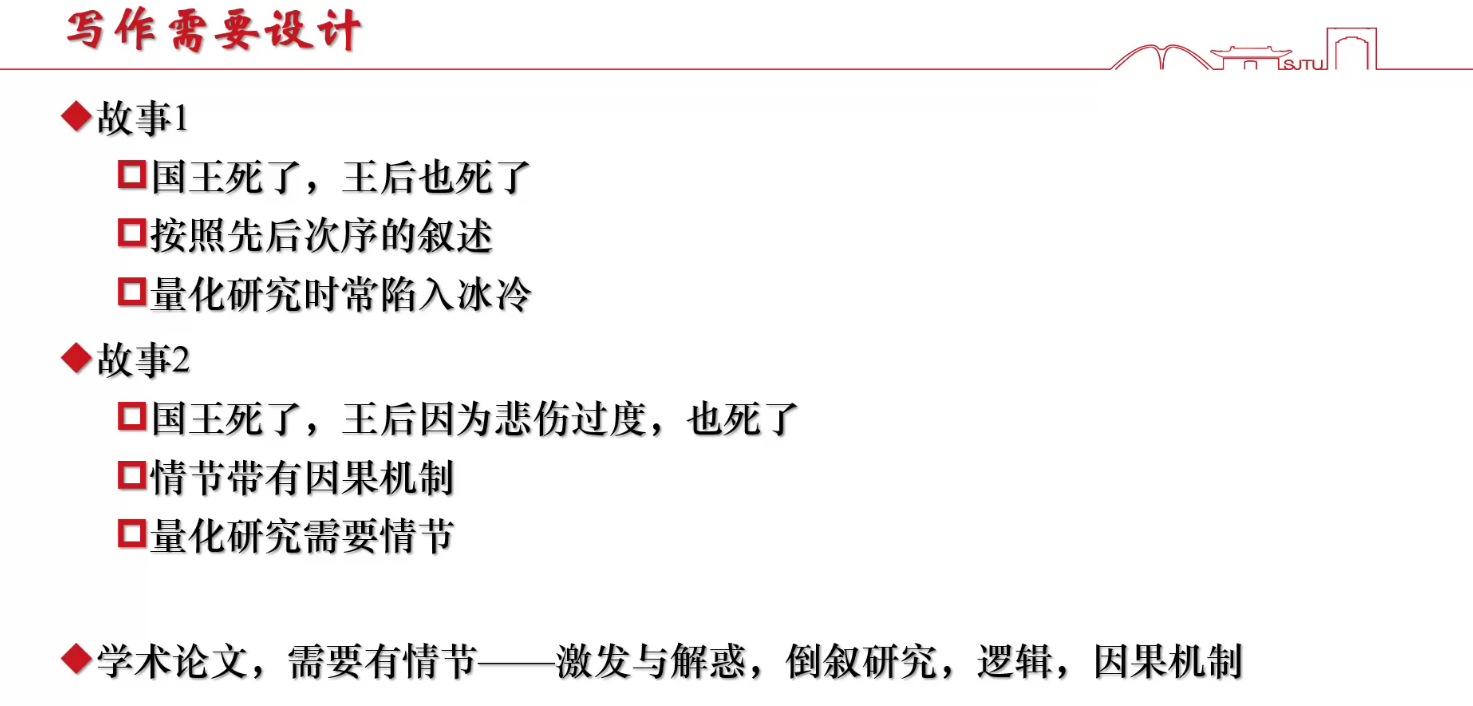 写作需要设计
SJTU
故事1
国王死了，王后也死了
按照先后次序的叙述
量化研究时常陷入冰冷
故事2
国王死了，王后因为悲伤过度，也死了
情节带有因果机制
量化研究需要情节
学术论文，需要有情节——激发与解惑，倒叙研究，逻辑，因果机制